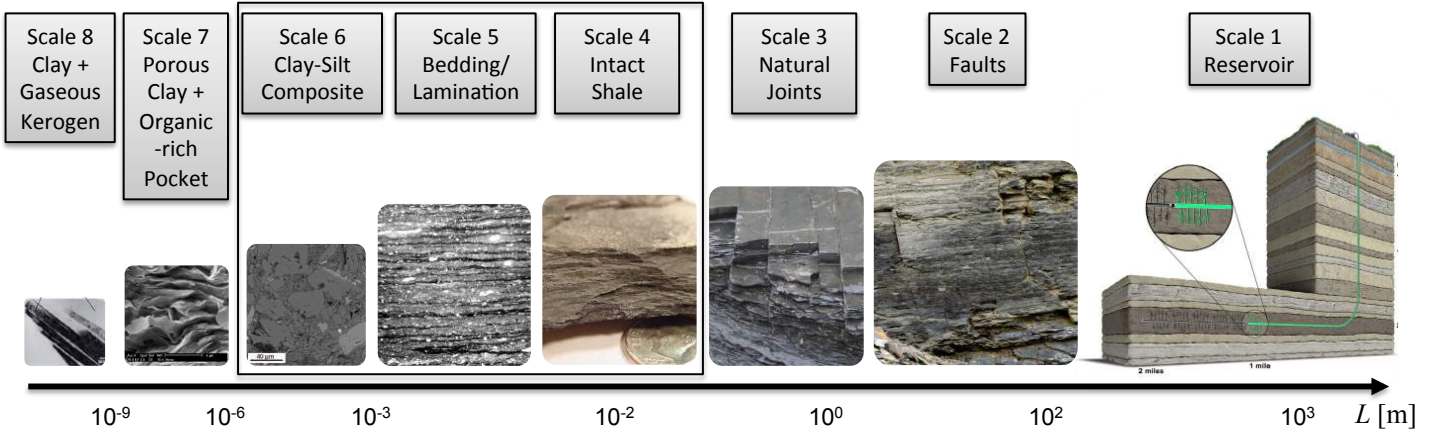 Scale 8
Clay +
Gaseous
Kerogen
Scale 7
Porous
Clay +
Organic
-rich
Pocket
Scale 6
Clay-Silt
Composite
Scale 5
Bedding/
Lamination
Scale 4
Intact
Shale
Scale 3
Natural
Joints
Scale 2
Faults
Scale 1
Reservoir
40 µm
2 miles
1 mile
10⁻⁹ 10⁻⁶ 10⁻³ 10⁻² 10⁰ 10² 10³ L [m]